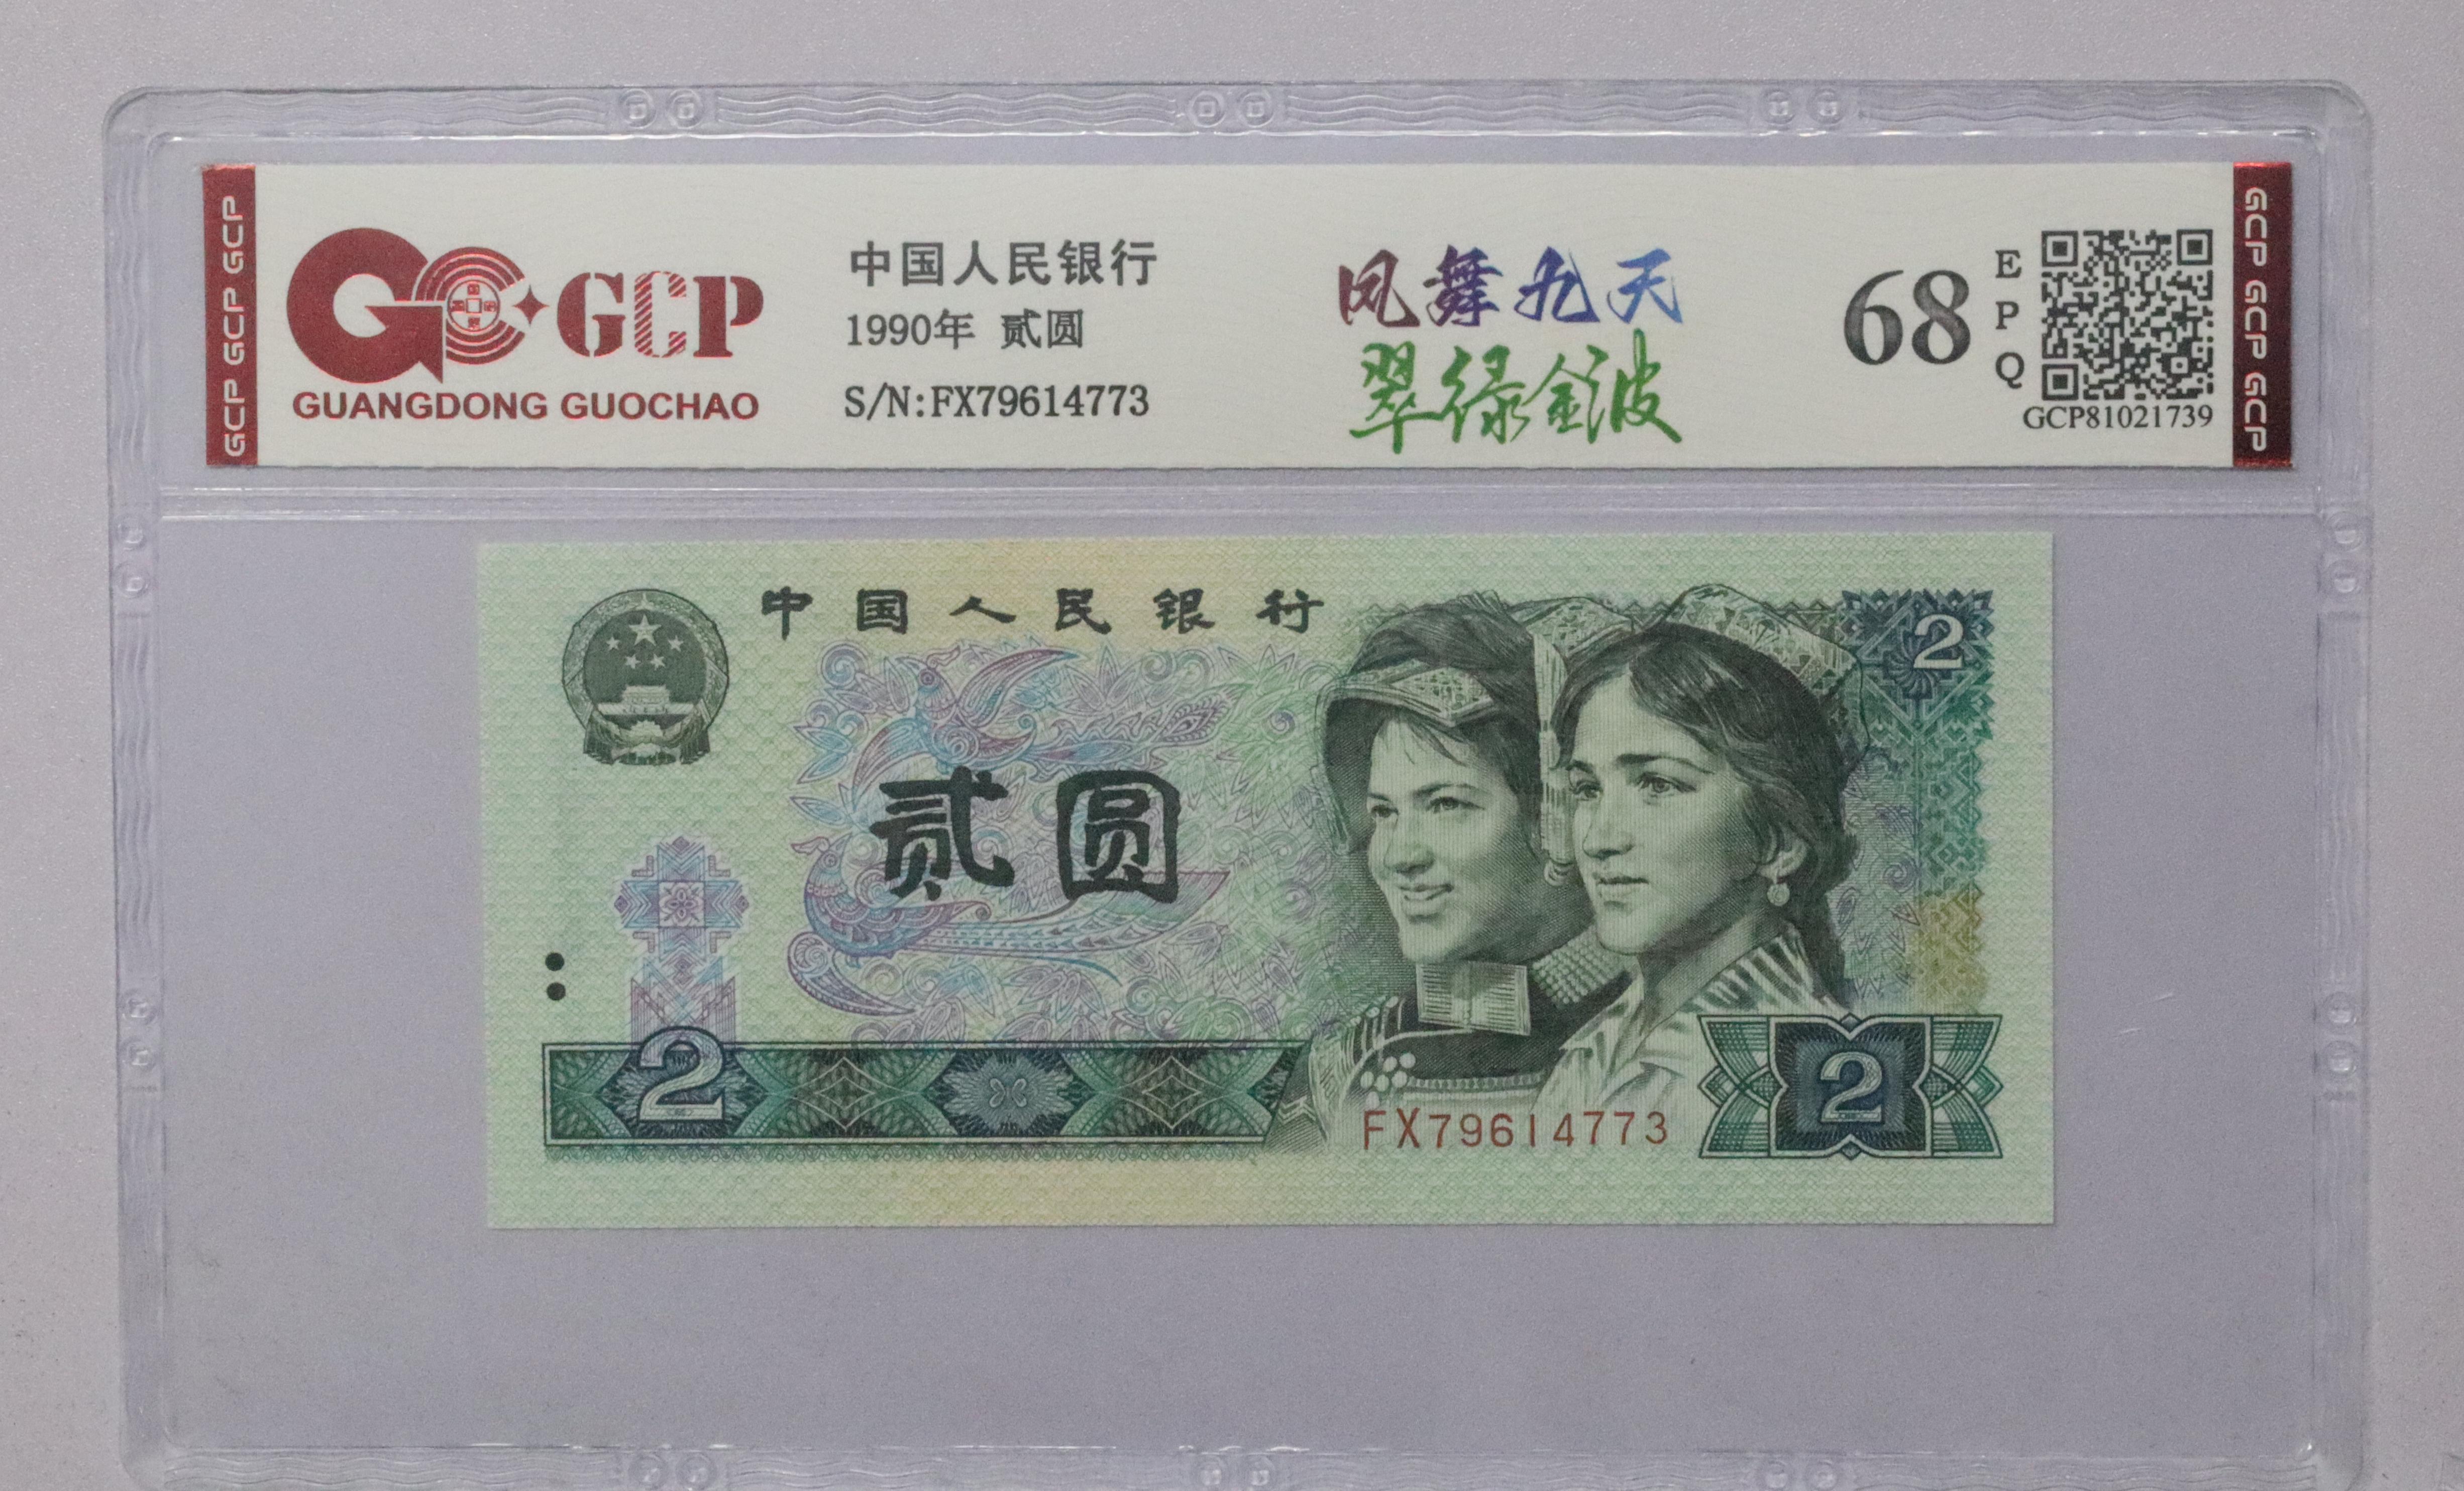 GCP GCP GCP
GCP
GUANGDONG GUOCHAO
中国人民银行
1990年 贰圆
S/N:FX79614773
凤舞九天
翠绿金波
68
EPQ
GCP81021739
GCP GCP GCP
中国人民银行
2
贰圆
2
FX79614773
2